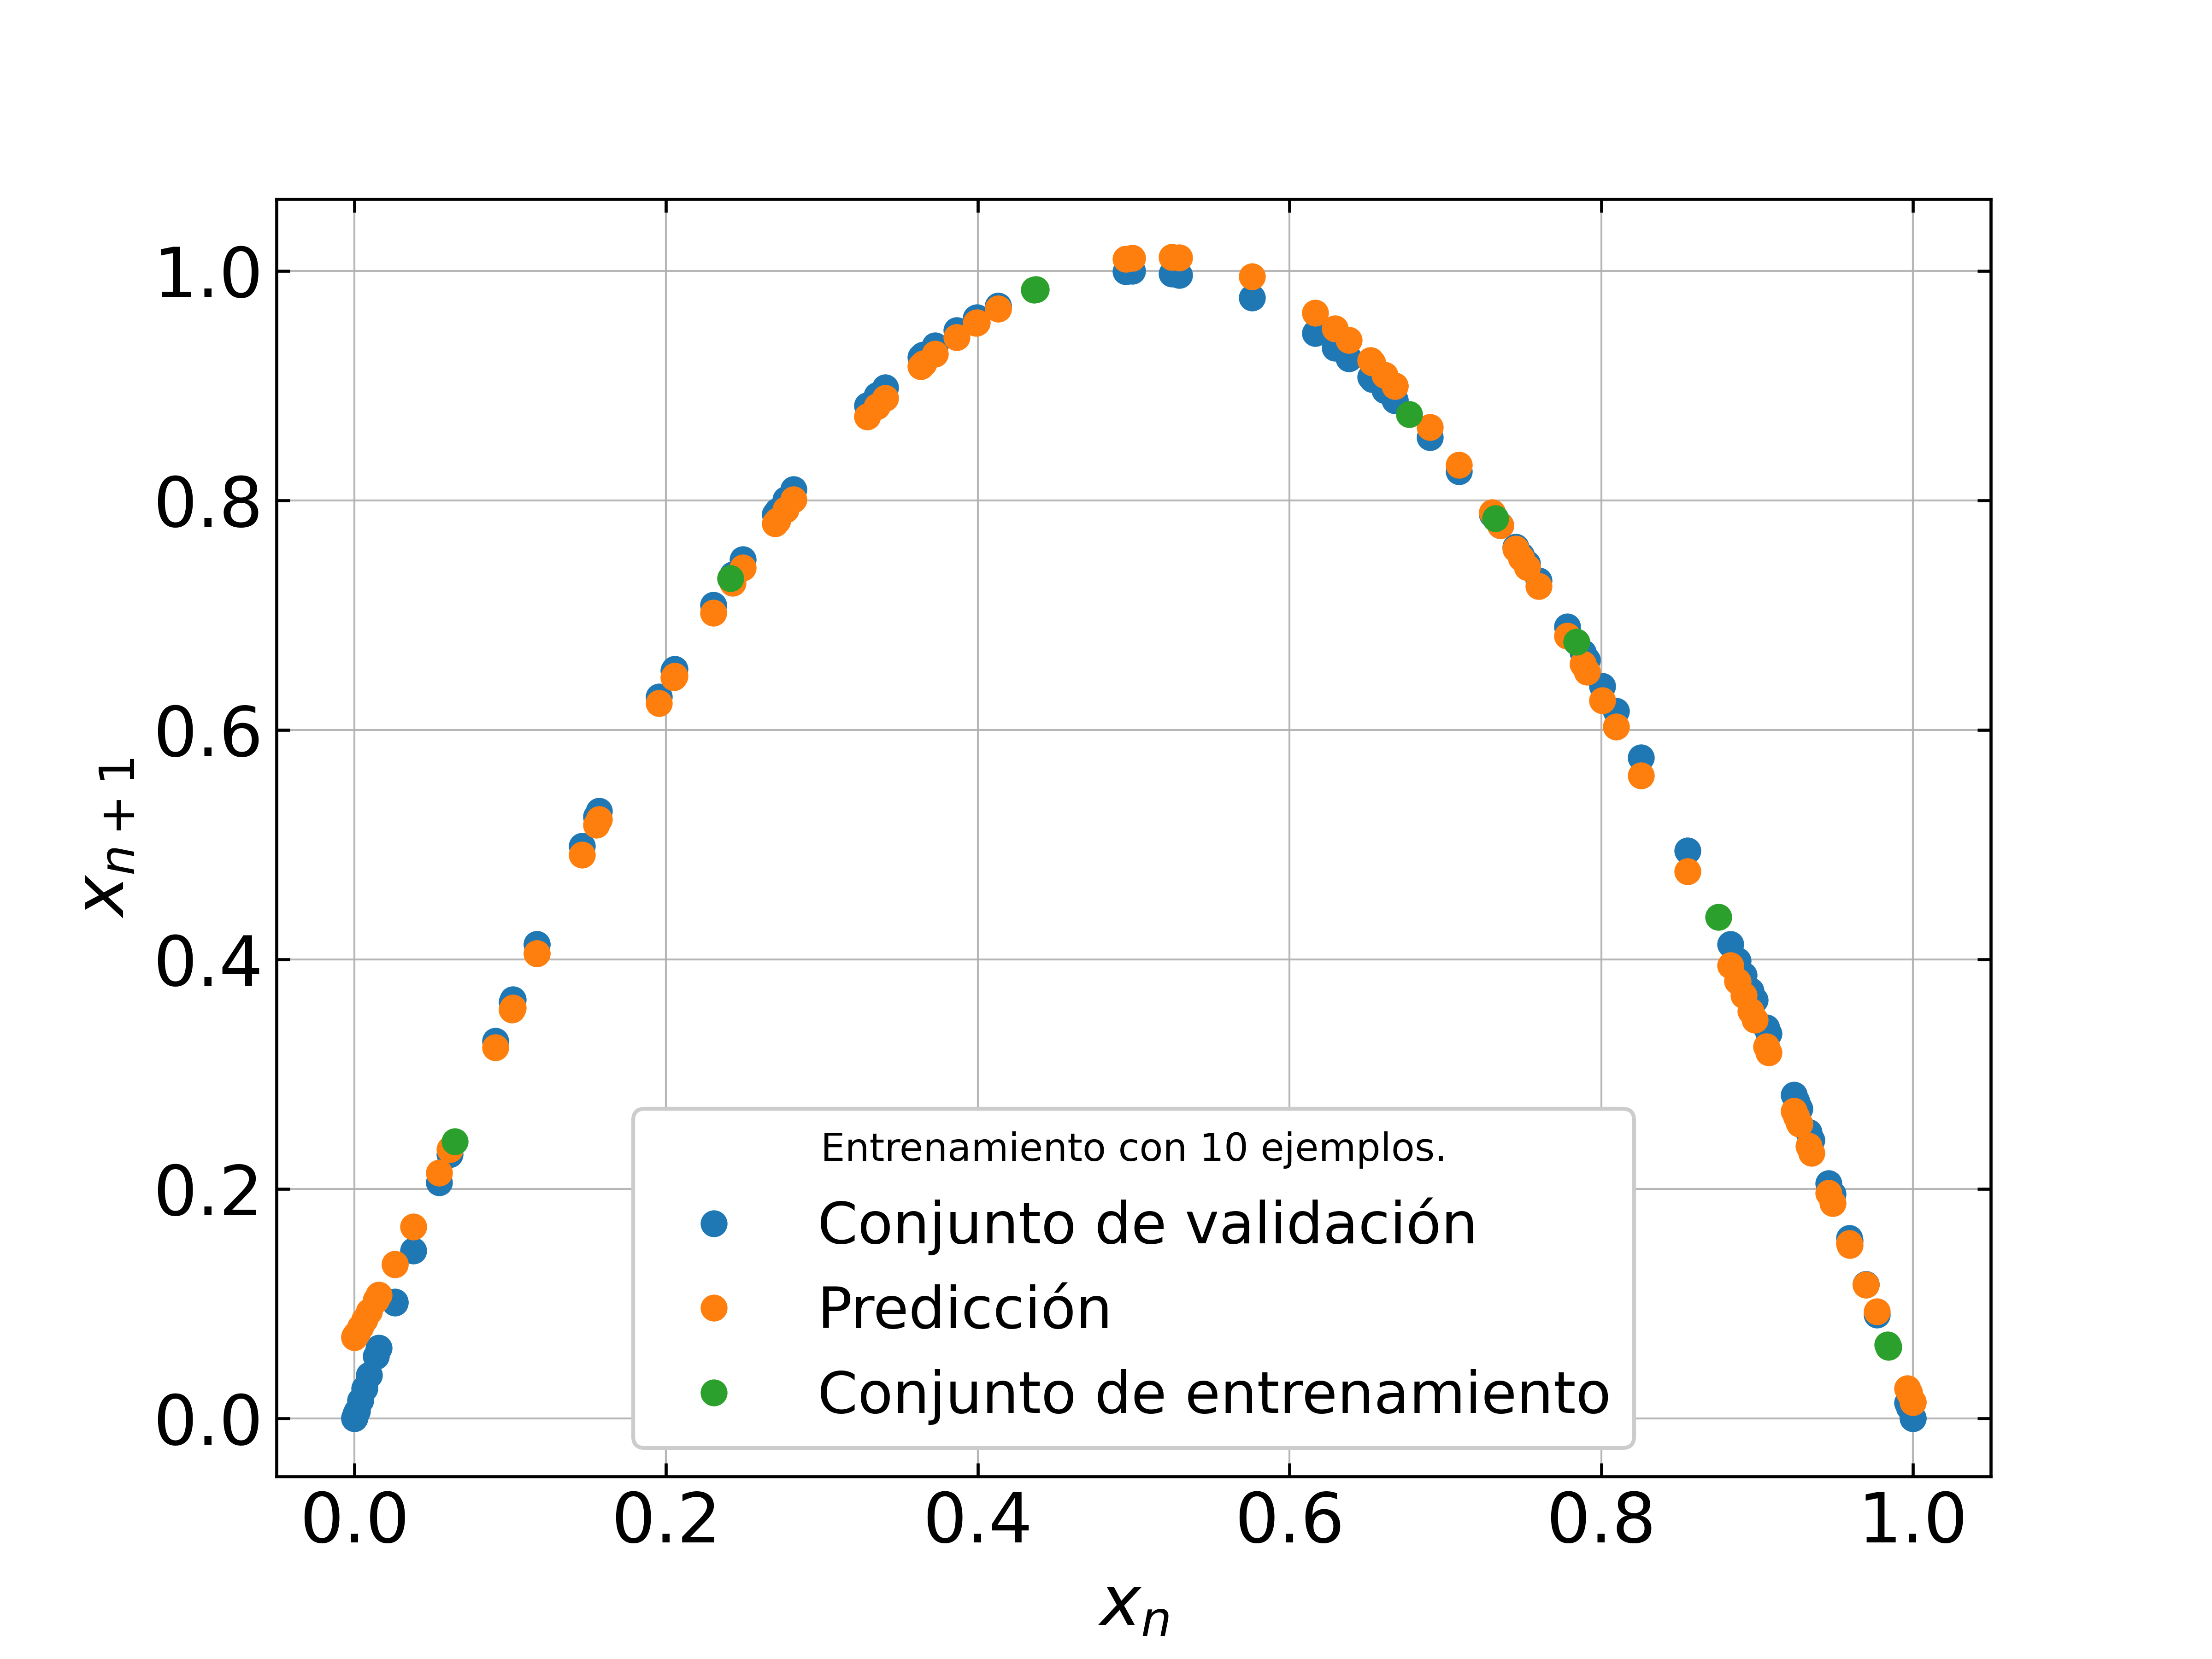 1.0
0.8
0.6
0.4
0.2
0.0
x_{n+1}
Entrenamiento con 10 ejemplos.
Conjunto de validación
Predicción
Conjunto de entrenamiento
0.0 0.2 0.4 0.6 0.8 1.0
x_n